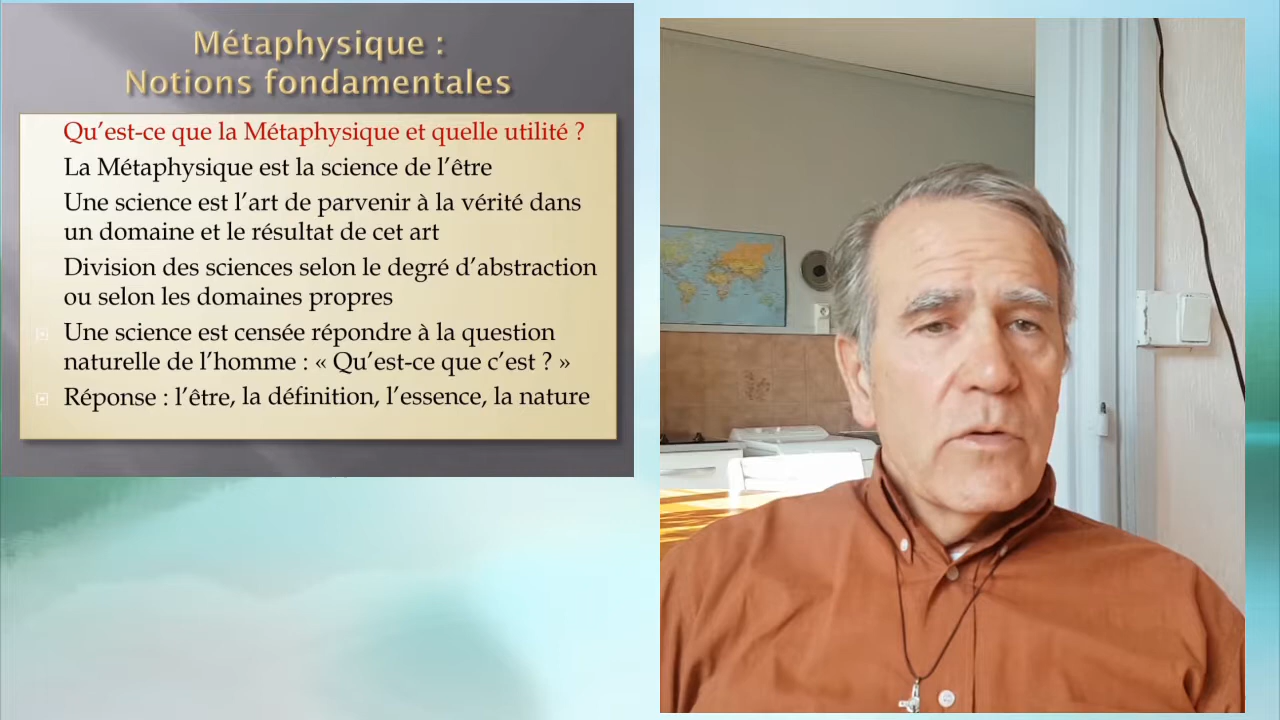 Métaphysique :
Notions fondamentales
Qu’est-ce que la Métaphysique et quelle utilité ?
La Métaphysique est la science de l’être
Une science est l’art de parvenir à la vérité dans
un domaine et le résultat de cet art
Division des sciences selon le degré d’abstraction
ou selon les domaines propres
Une science est censée répondre à la question
naturelle de l’homme : « Qu’est-ce que c’est ? »
Réponse : l’être, la définition, l’essence, la nature